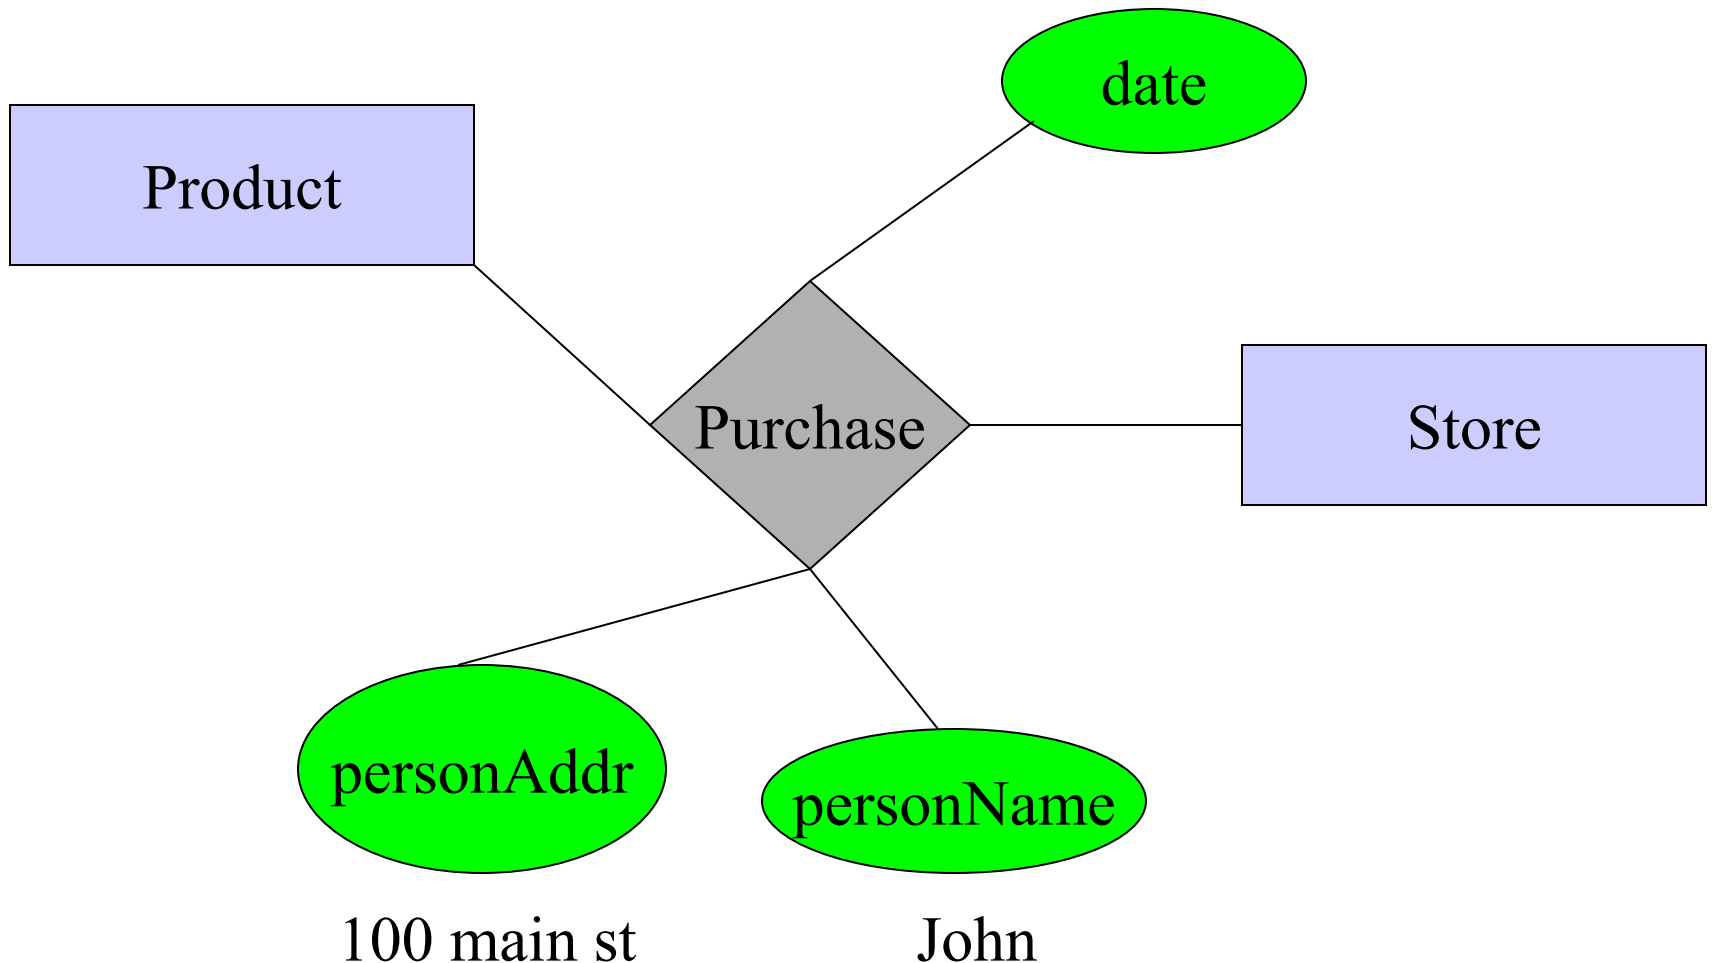 date
Product
Purchase
Store
personAddr
personName
100 main st
John